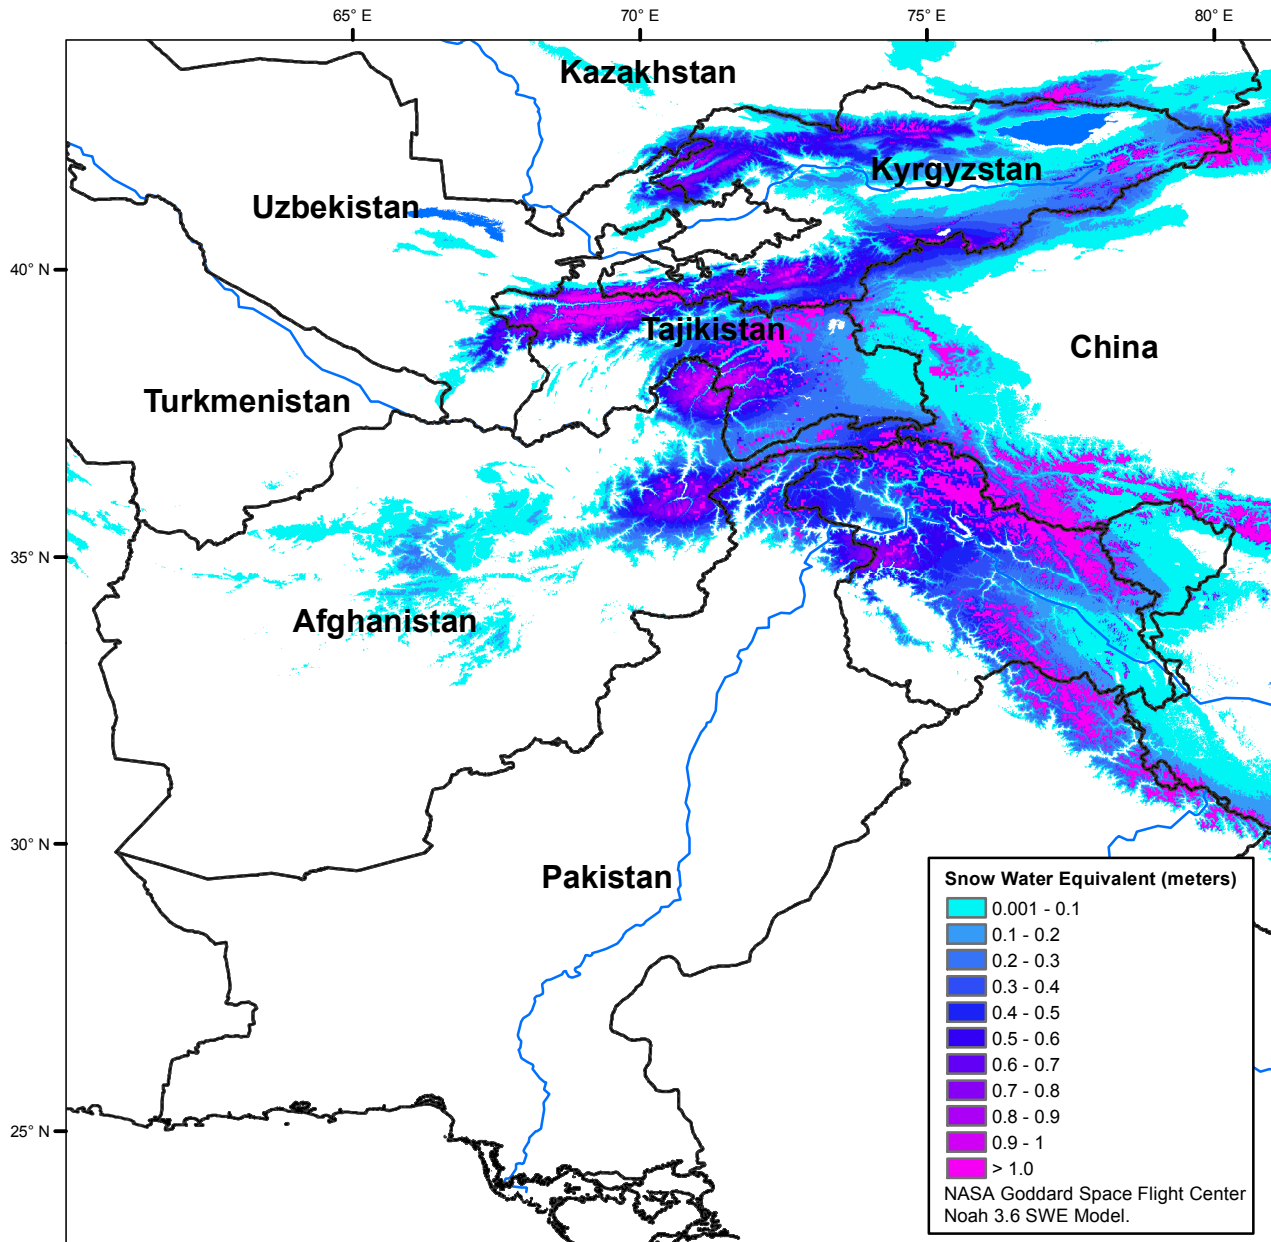 65° E
70° E
75° E
80° E
Kazakhstan
Kyrgyzstan
Uzbekistan
40° N
Tajikistan
China
Turkmenistan
35° N
Afghanistan
30° N
Pakistan
25° N
Snow Water Equivalent (meters)
0.001 - 0.1
0.1 - 0.2
0.2 - 0.3
0.3 - 0.4
0.4 - 0.5
0.5 - 0.6
0.6 - 0.7
0.7 - 0.8
0.8 - 0.9
0.9 - 1
> 1.0
NASA Goddard Space Flight Center
Noah 3.6 SWE Model.